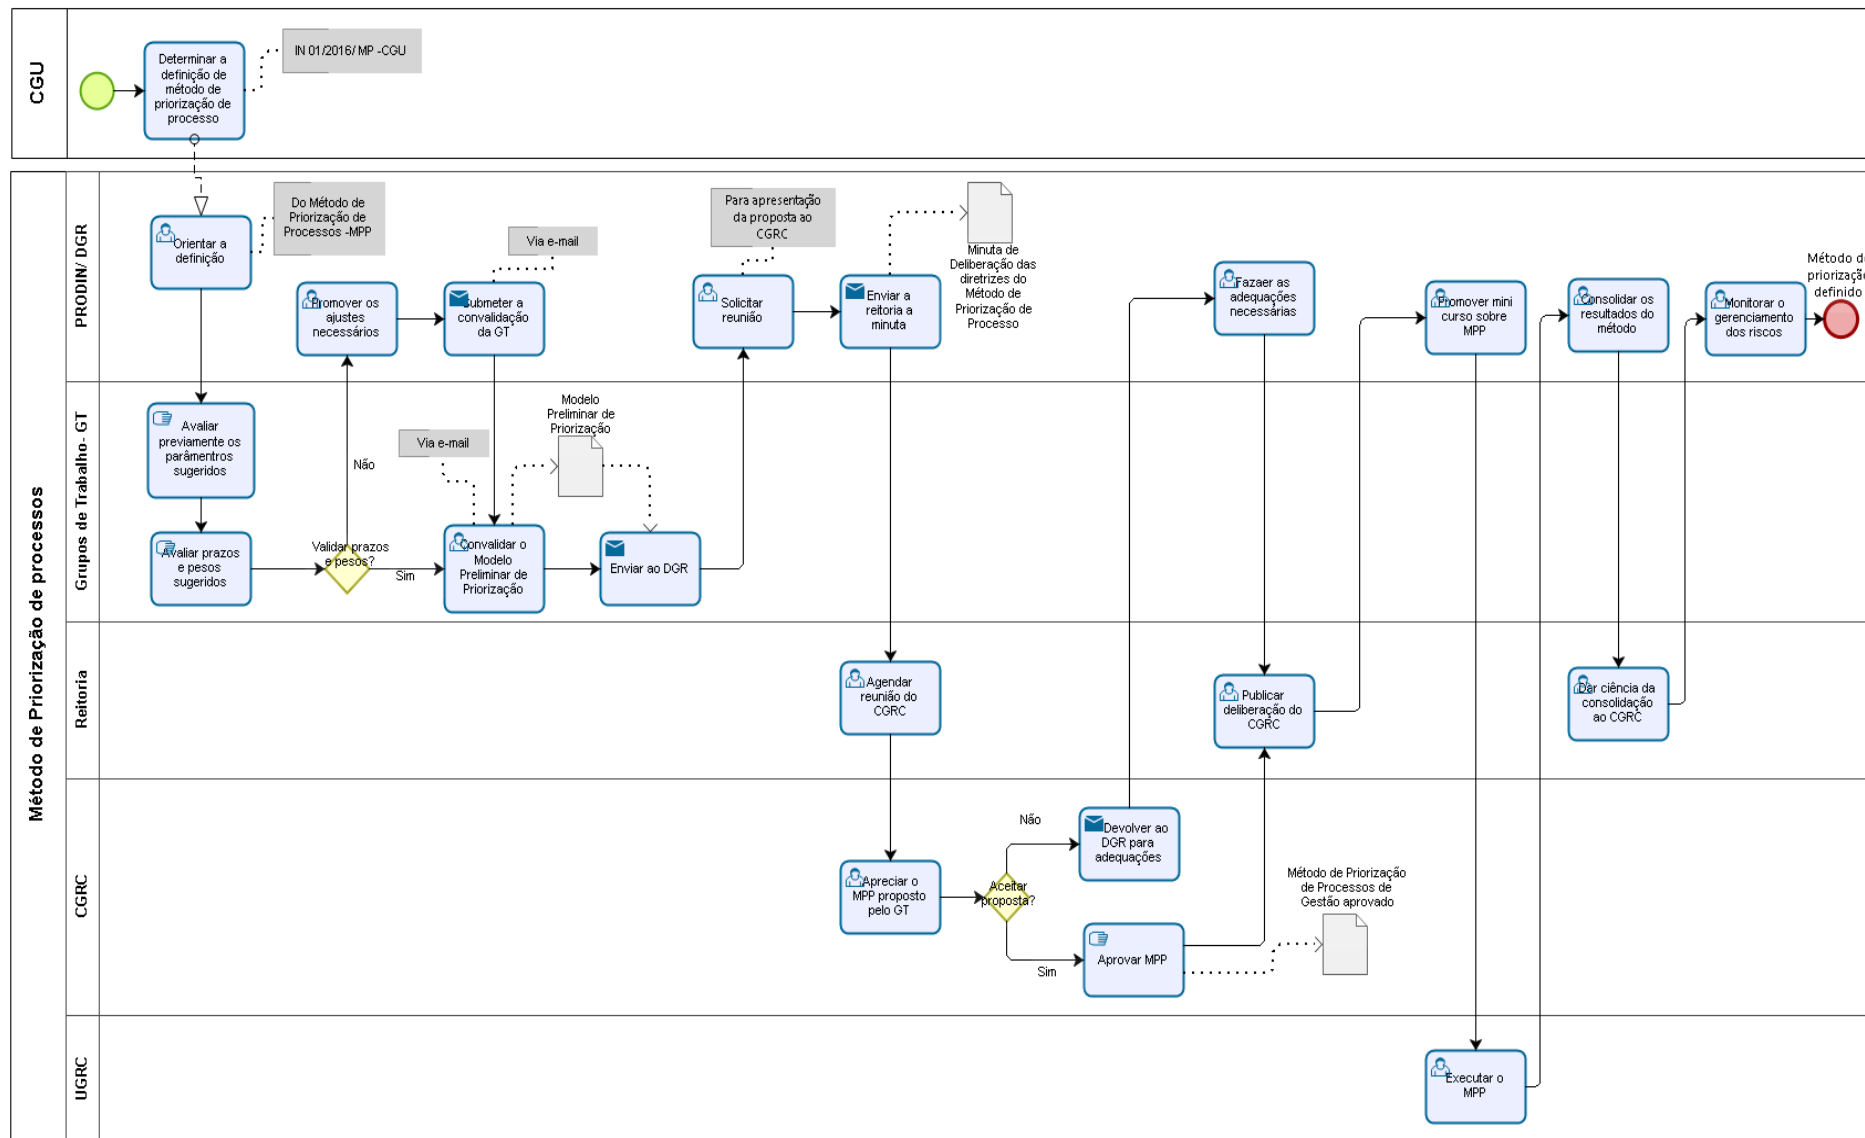 CGU
Determinar a
definição de
método de
priorização de
processo
IN 01/2016/ MP -CGU
Método de Priorização de processos
PRODIN/ DGR
Orientar a
definição
Do Método de
Priorização de
Processos -MPP
Promover os
ajustes
necessários
Submeter a
convalidação
da GT
Via e-mail
Solicitar
reunião
Para apresentação
da proposta ao
CGRC
Enviar a
reitoria a
minuta
Minuta de
Deliberação das
diretrizes do
Método de
Priorização de
Processo
Fazaer as
adequações
necessárias
Promover mini
curso sobre
MPP
Consolidar os
resultados do
método
Monitorar o
gerenciamento
dos riscos
Método de
priorização
definido
Grupos de Trabalho- GT
Avaliar
previamente os
parâmentros
sugeridos
Avaliar prazos
e pesos
sugeridos
Validar prazos
e pesos?
Não
Sim
Via e-mail
Convalidar o
Modelo
Preliminar de
Priorização
Modelo
Preliminar de
Priorização
Enviar ao DGR
Reitoria
Agendar
reunião do
CGRC
Publicar
deliberação do
CGRC
Dar ciência da
consolidação
ao CGRC
CGRC
Apreciar o
MPP proposto
pelo GT
Aceitar
proposta?
Não
Sim
Devolver ao
DGR para
adequações
Aprovar MPP
Método de Priorização
de Processos de
Gestão aprovado
UGRC
Executar o
MPP